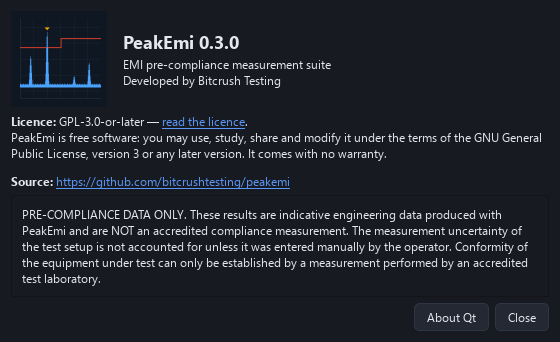 PeakEmi 0.3.0
EMI pre-compliance measurement suite
Developed by Bitcrush Testing
Licence: GPL-3.0-or-later — read the licence.
PeakEmi is free software: you may use, study, share and modify it under the terms of the GNU General
Public License, version 3 or any later version. It comes with no warranty.
Source: https://github.com/bitcrushtesting/peakemi
PRE-COMPLIANCE DATA ONLY. These results are indicative engineering data produced with
PeakEmi and are NOT an accredited compliance measurement. The measurement uncertainty of
the test setup is not accounted for unless it was entered manually by the operator. Conformity of
the equipment under test can only be established by a measurement performed by an accredited
test laboratory.
About Qt
Close